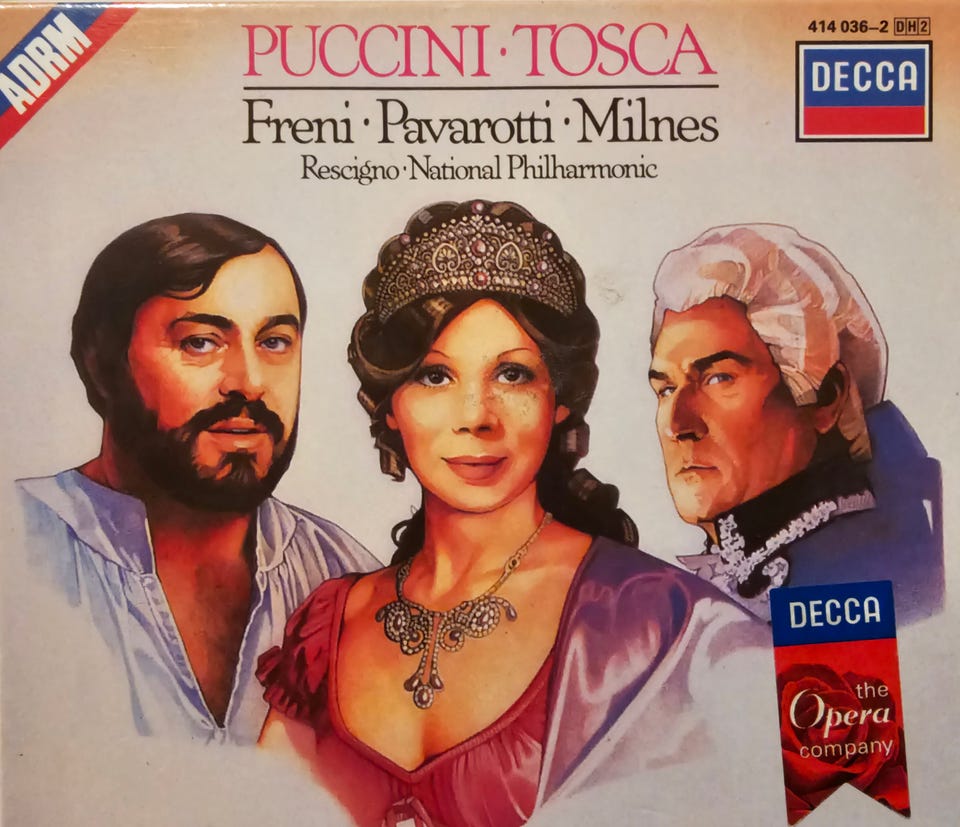 ADRM
PUCCINI · TOSCA
414 036–2 DH2
DECCA
Freni · Pavarotti · Milnes
Rescigno · National Philharmonic
DECCA
the
Opera
company